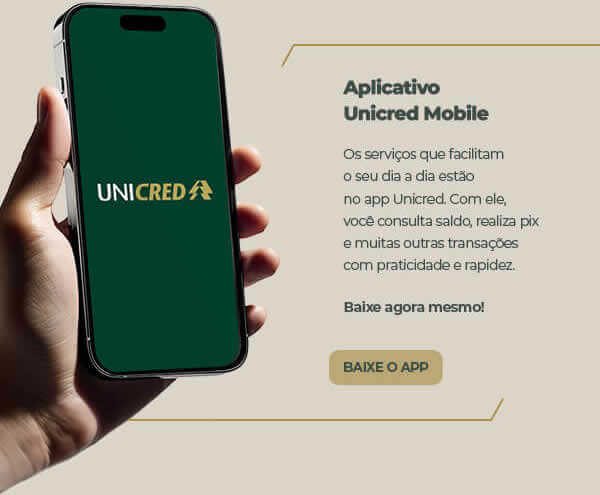 UNICRED
Aplicativo
Unicred Mobile
Os serviços que facilitam
o seu dia a dia estão
no app Unicred. Com ele,
você consulta saldo, realiza pix
e muitas outras transações
com praticidade e rapidez.
Baixe agora mesmo!
BAIXE O APP